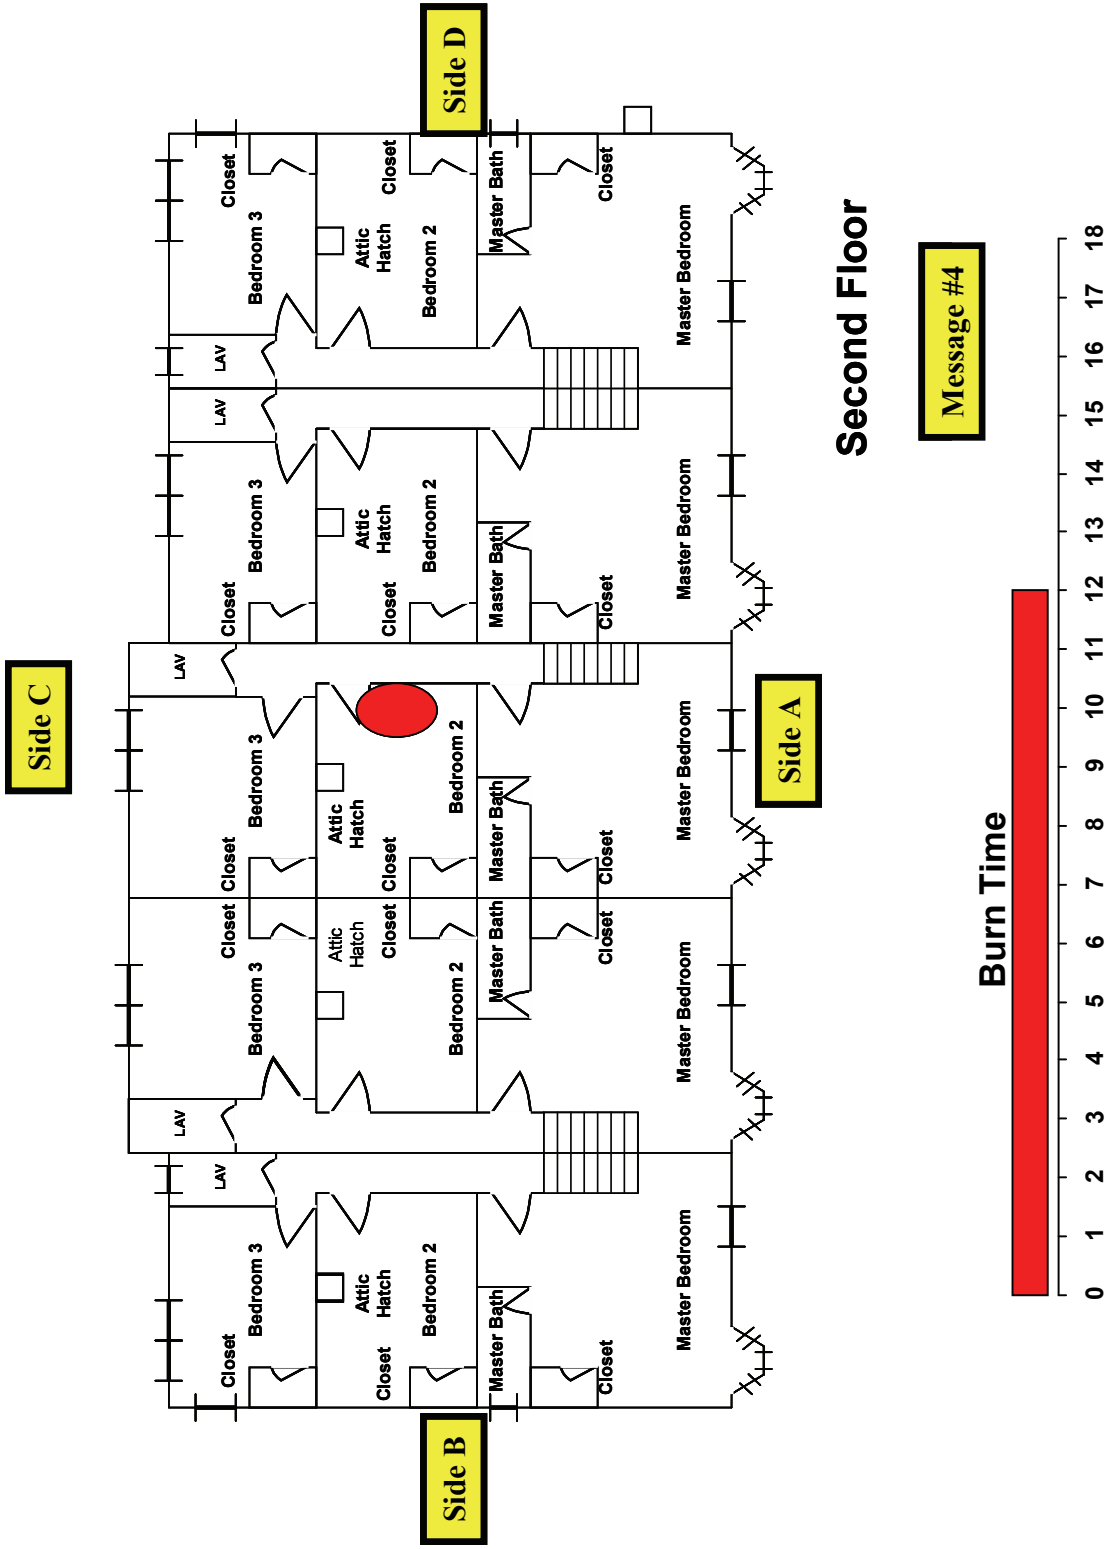 Side C
LAV
LAV
LAV
LAV
LAV
LAV
Closet
Closet
Closet
Closet
Closet
Bedroom 3
Bedroom 3
Bedroom 3
Bedroom 3
Bedroom 3
Attic
Hatch
Attic
Hatch
Attic
Hatch
Attic
Hatch
Attic
Hatch
Closet
Closet
Closet
Closet
Closet
Bedroom 2
Bedroom 2
Bedroom 2
Bedroom 2
Bedroom 2
Side B
Side D
Master Bath
Master Bath
Master Bath
Master Bath
Master Bath
Closet
Closet
Closet
Closet
Closet
Master Bedroom
Master Bedroom
Master Bedroom
Master Bedroom
Master Bedroom
Side A
Second Floor
Message #4
Burn Time
0 1 2 3 4 5 6 7 8 9 10 11 12 13 14 15 16 17 18